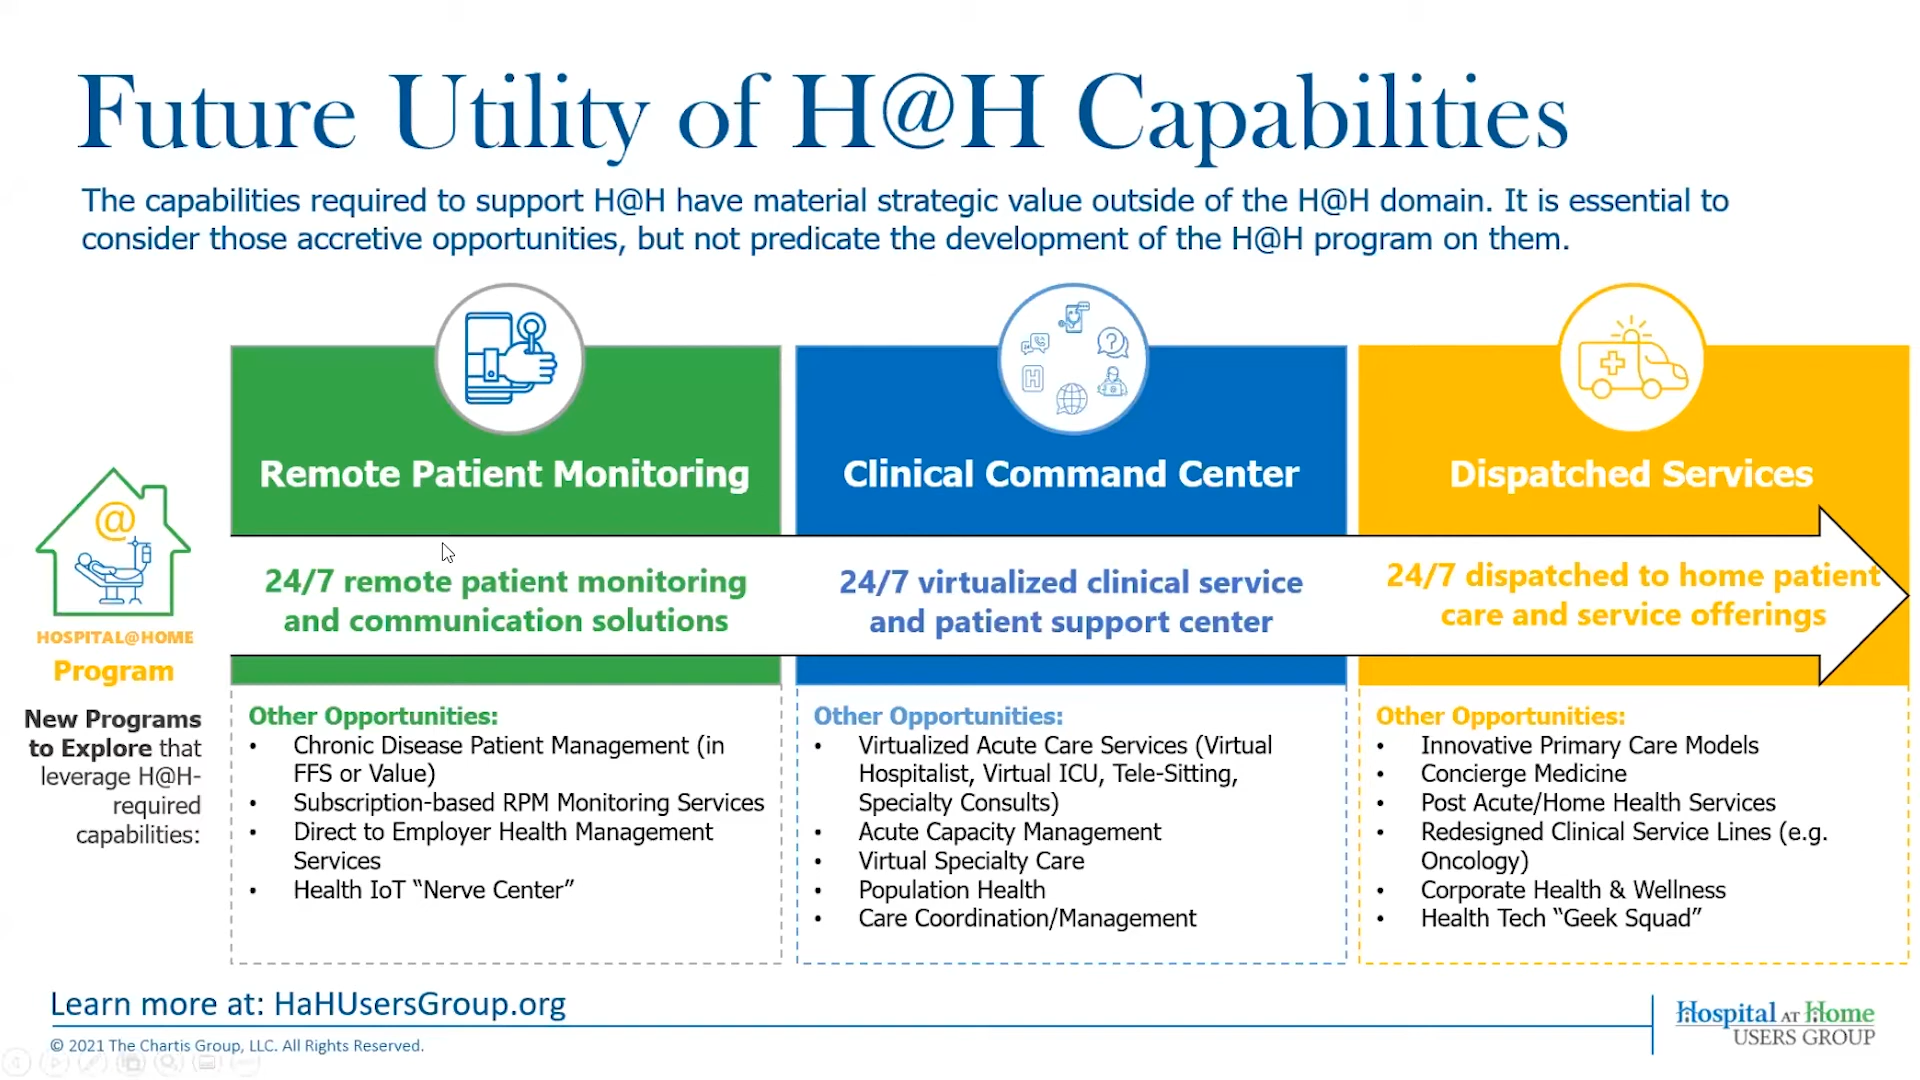 Future Utility of H@H Capabilities
The capabilities required to support H@H have material strategic value outside of the H@H domain. It is essential to
consider those accretive opportunities, but not predicate the development of the H@H program on them.
Remote Patient Monitoring
Clinical Command Center
Dispatched Services
24/7 remote patient monitoring
and communication solutions
24/7 virtualized clinical service
and patient support center
24/7 dispatched to home patient
care and service offerings
@
HOSPITAL@HOME
Program
New Programs
to Explore that
leverage H@H-
required
capabilities:
Other Opportunities:
• Chronic Disease Patient Management (in
FFS or Value)
• Subscription-based RPM Monitoring Services
• Direct to Employer Health Management
Services
• Health IoT “Nerve Center”
Other Opportunities:
• Virtualized Acute Care Services (Virtual
Hospitalist, Virtual ICU, Tele-Sitting,
Specialty Consults)
• Acute Capacity Management
• Virtual Specialty Care
• Population Health
• Care Coordination/Management
Other Opportunities:
• Innovative Primary Care Models
• Concierge Medicine
• Post Acute/Home Health Services
• Redesigned Clinical Service Lines (e.g.
Oncology)
• Corporate Health & Wellness
• Health Tech “Geek Squad”
Learn more at: HaHUsersGroup.org
© 2021 The Chartis Group, LLC. All Rights Reserved.
Hospital AT Home
USERS GROUP